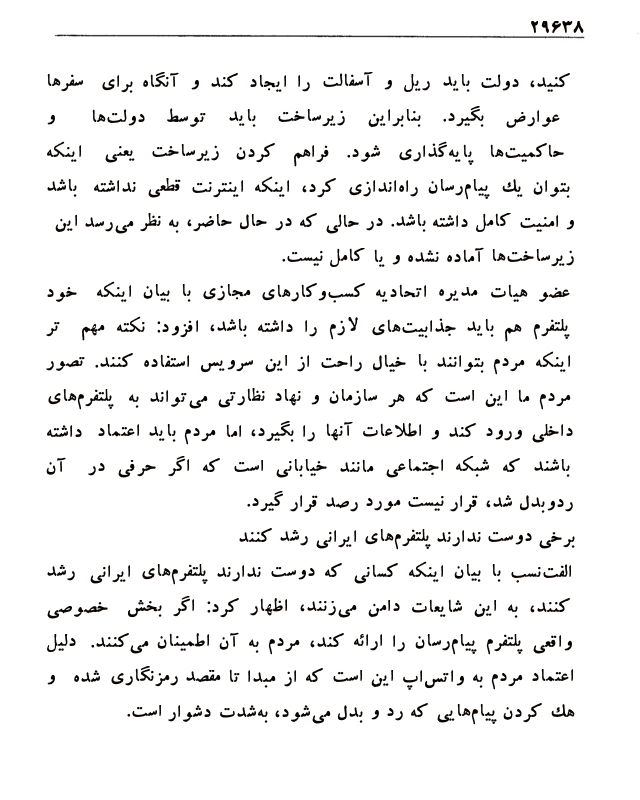 ۲۹۶۳۸
کنید، دولت باید ریل و آسفالت را ایجاد کند و آنگاه برای سفرها
عوارض بگیرد. بنابراین زیرساخت باید توسط دولت‌ها و
حاکمیت‌ها پایه‌گذاری شود. فراهم کردن زیرساخت یعنی اینکه
بتوان یك پیام‌رسان راه‌اندازی کرد، اینکه اینترنت قطعی نداشته باشد
و امنیت کامل داشته باشد. در حالی که در حال حاضر، به نظر می‌رسد این
زیرساخت‌ها آماده نشده و یا کامل نیست.
عضو هیات مدیره اتحادیه کسب‌وکارهای مجازی با بیان اینکه خود
پلتفرم هم باید جذابیت‌های لازم را داشته باشد، افزود: نکته مهم تر
اینکه مردم بتوانند با خیال راحت از این سرویس استفاده کنند. تصور
مردم ما این است که هر سازمان و نهاد نظارتی می‌تواند به پلتفرم‌های
داخلی ورود کند و اطلاعات آنها را بگیرد، اما مردم باید اعتماد داشته
باشند که شبکه اجتماعی مانند خیابانی است که اگر حرفی در آن
ردوبدل شد، قرار نیست مورد رصد قرار گیرد.
برخی دوست ندارند پلتفرم‌های ایرانی رشد کنند
الفت‌نسب با بیان اینکه کسانی که دوست ندارند پلتفرم‌های ایرانی رشد
کنند، به این شایعات دامن می‌زنند، اظهار کرد: اگر بخش خصوصی
واقعی پلتفرم پیام‌رسان را ارائه کند، مردم به آن اطمینان می‌کنند. دلیل
اعتماد مردم به واتس‌اپ این است که از مبدا تا مقصد رمزنگاری شده و
هك کردن پیام‌هایی که رد و بدل می‌شود، به‌شدت دشوار است.